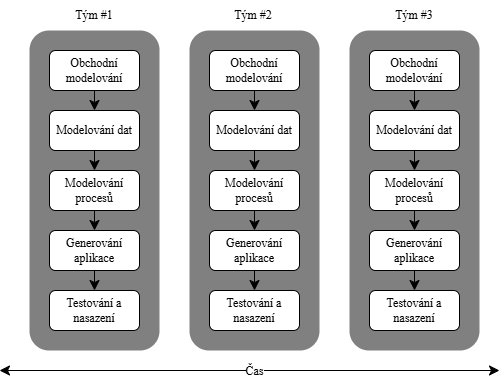 Tým #1
Tým #2
Tým #3
Obchodní
modelování
Modelování dat
Modelování
procesů
Generování
aplikace
Testování a
nasazení
Obchodní
modelování
Modelování dat
Modelování
procesů
Generování
aplikace
Testování a
nasazení
Obchodní
modelování
Modelování dat
Modelování
procesů
Generování
aplikace
Testování a
nasazení
Čas